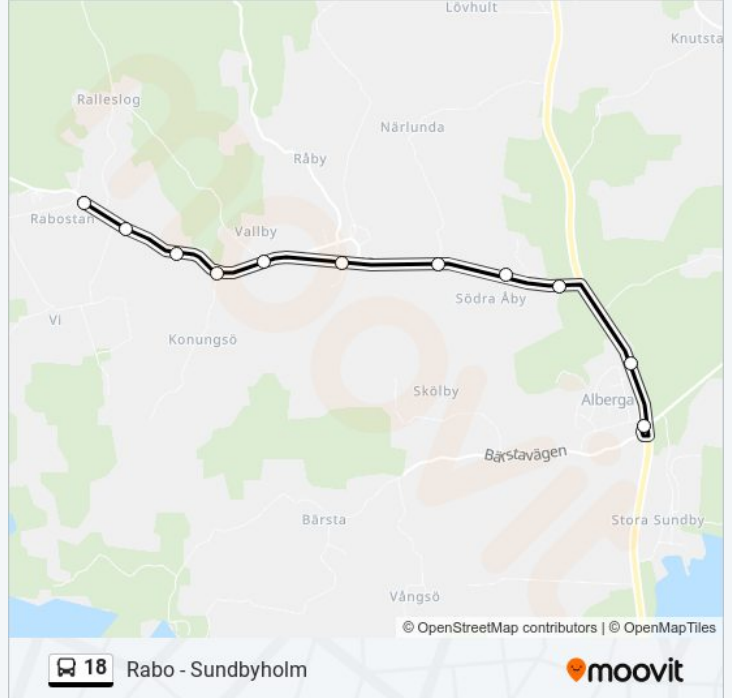 Lövhult
Knutsta
Ralleslog
Närlunda
Råby
Rabostan
Vallby
Södra Åby
Vi
Konungsö
Skölby
Alberga
Bärstavägen
Bärsta
Stora Sundby
Vångsö
© OpenStreetMap contributors | © OpenMapTiles
18 Rabo - Sundbyholm
moovit
moovit